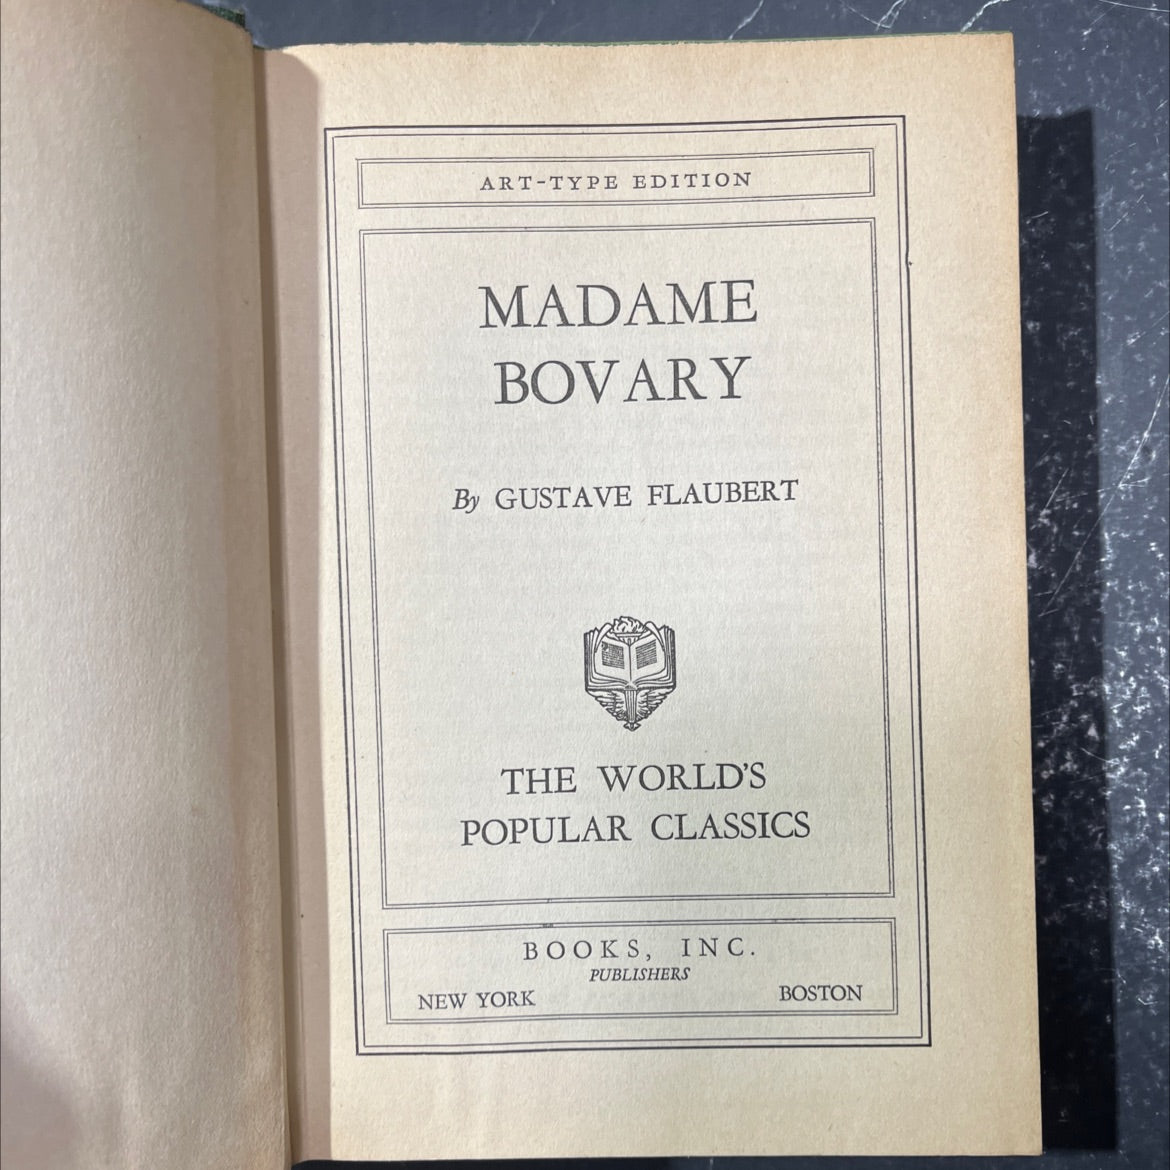 ART-TYPE EDITION
MADAME
BOVARY
By GUSTAVE FLAUBERT
THE WORLD'S
POPULAR CLASSICS
BOOKS, INC.
PUBLISHERS
NEW YORK BOSTON